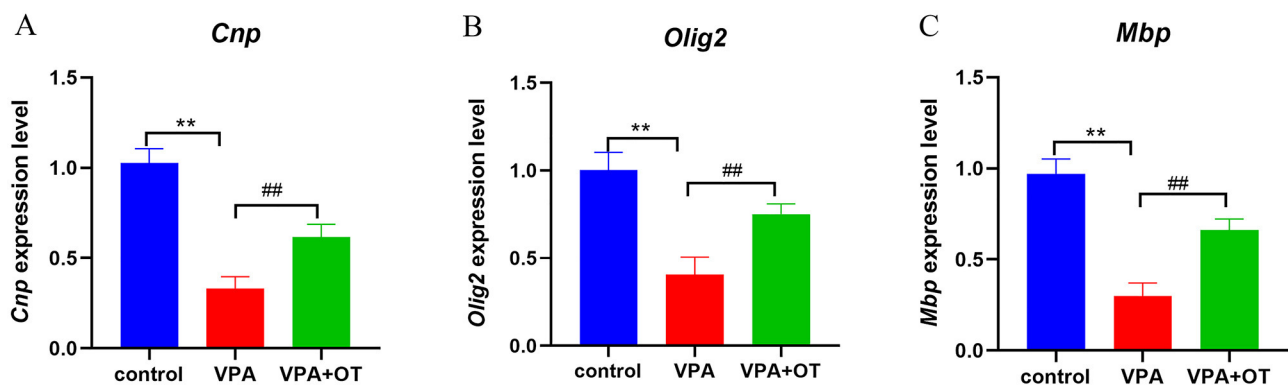 A
Cnp
Cnp expression level
1.5
1.0
0.5
0.0
**
##
control VPA VPA+OT
B
Olig2
Olig2 expression level
1.5
1.0
0.5
0.0
**
##
control VPA VPA+OT
C
Mbp
Mbp expression level
1.5
1.0
0.5
0.0
**
##
control VPA VPA+OT